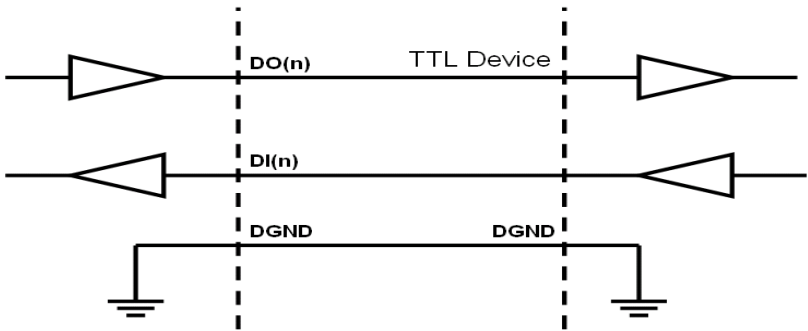 DO(n)
TTL Device
DI(n)
DGND
DGND